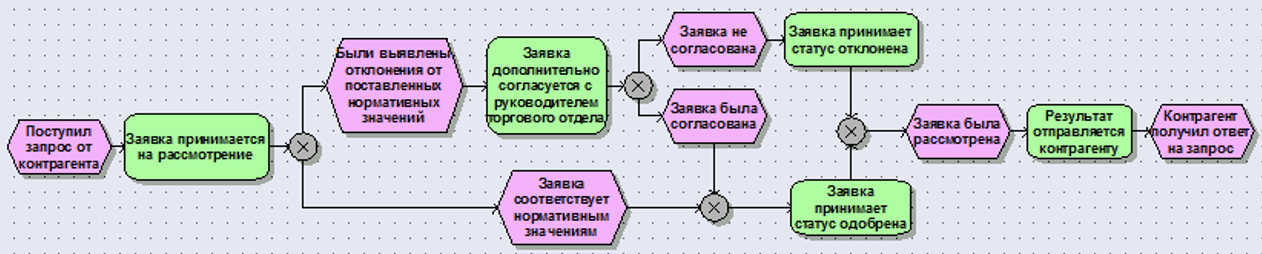 Поступил
запрос от
контрагента
Заявка принимается
на рассмотрение
Были выявлены
отклонения от
поставленных
нормативных
значений
Заявка
дополнительно
согласуется с
руководителем
торгового отдела
Заявка не
согласована
Заявка принимает
статус отклонена
Заявка была
согласована
Заявка
соответствует
нормативным
значениям
Заявка
принимает
статус одобрена
Заявка была
рассмотрена
Результат
отправляется
контрагенту
Контрагент
получил ответ
на запрос